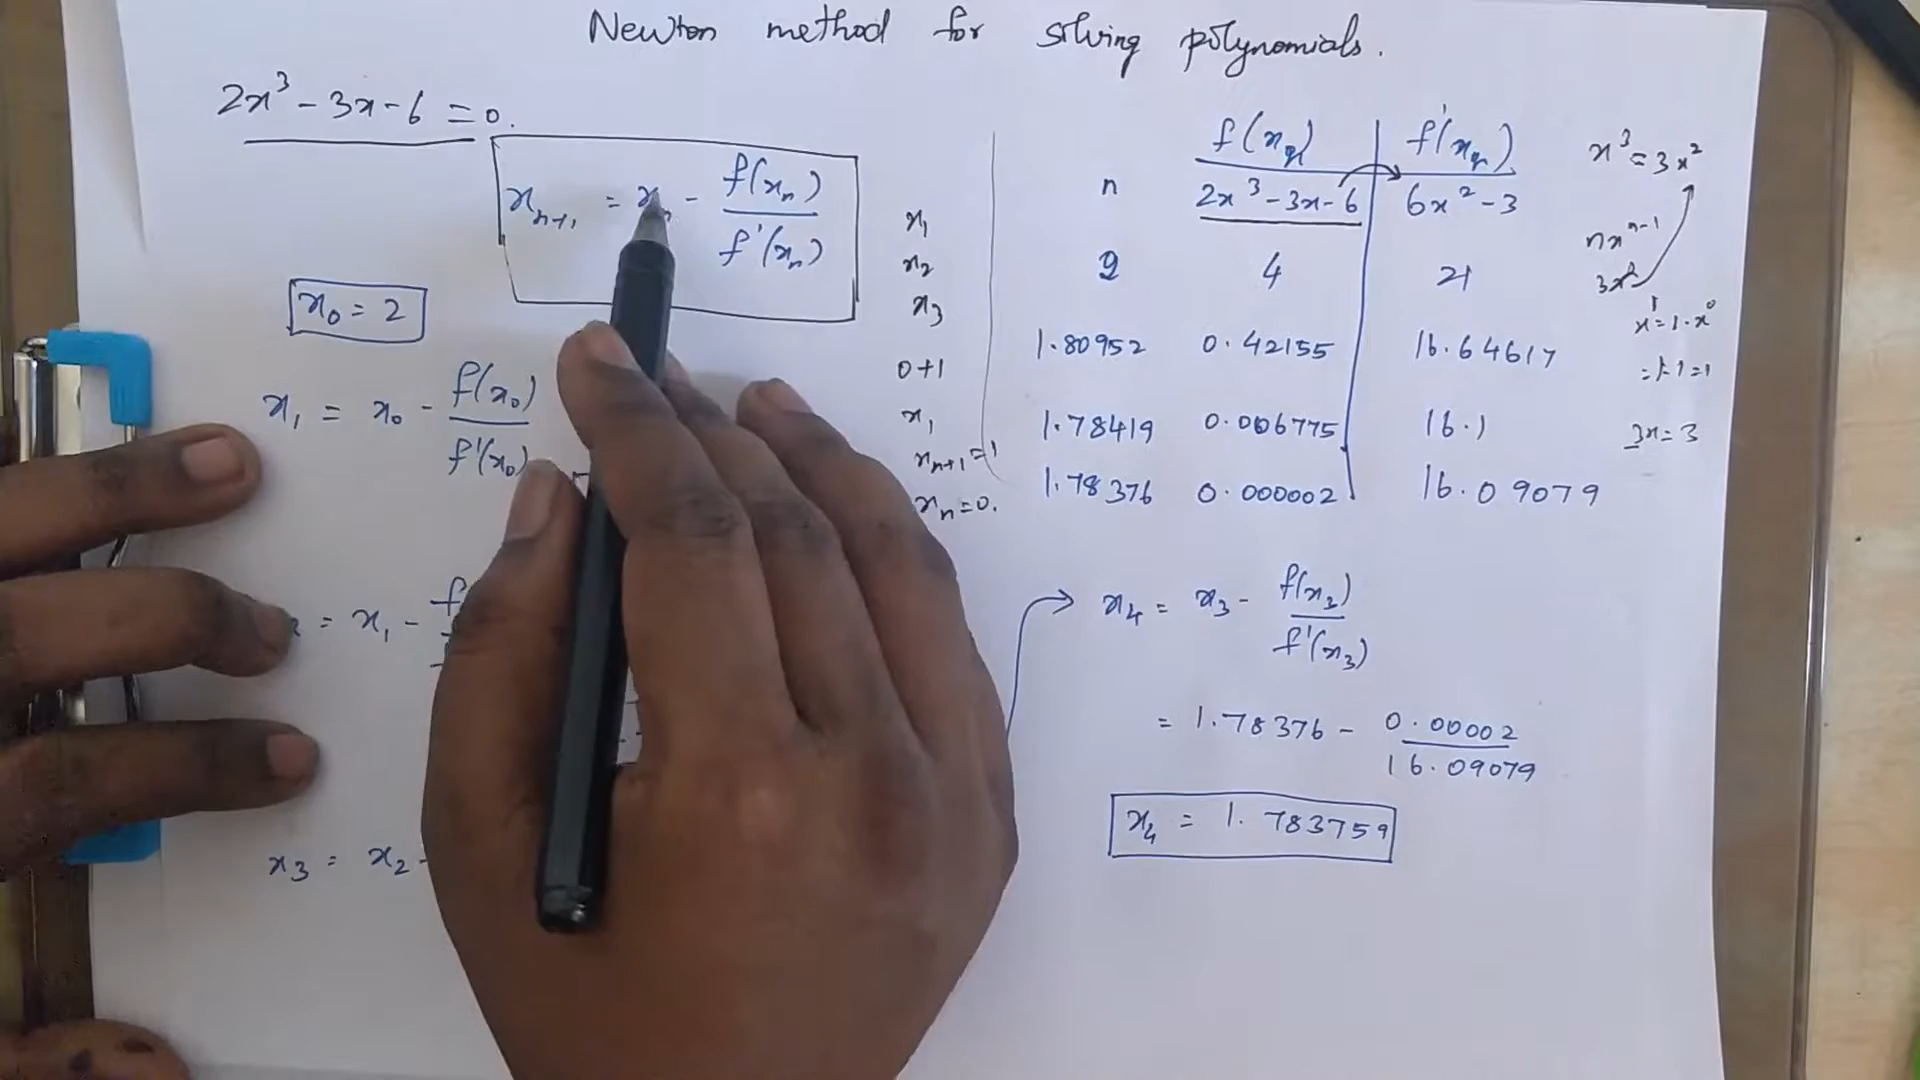 Newton method for solving polynomials.
2x³ - 3x - 6 = 0.
xₙ₊₁ = xₙ - f(xₙ) / f'(xₙ)
x₀ = 2
x₁ = x₀ - f(x₀) / f'(x₀)
= x₁ -
x₃ = x₂ -
x₁
x₂
x₃
0+1
x₁
xₙ₊₁ = 1
xₙ = 0.
f(xₙ) f'(xₙ)
n 2x³ - 3x - 6 6x² - 3
2 4 21
1.80952 0.42155 16.64617
1.78419 0.006775 16.1
1.78376 0.000002 16.09079
x³ = 3x²
nxⁿ⁻¹
3x²
x¹ = 1·x⁰
= 1·1 = 1
3x = 3
x₄ = x₃ - f(x₃) / f'(x₃)
= 1.78376 - 0.00002 / 16.09079
x₄ = 1.783759